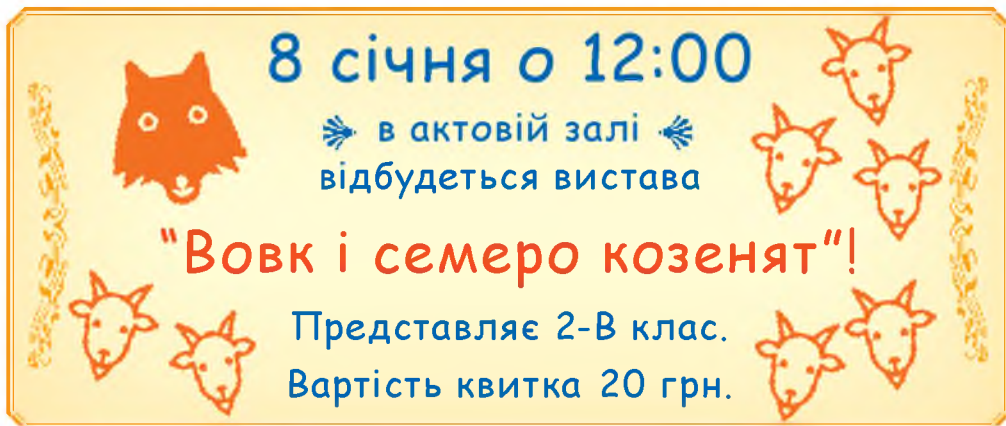 8 січня о 12:00
в актовій залі
відбудеться вистава
"Вовк і семеро козенят"!
Представляє 2-В клас.
Вартість квитка 20 грн.